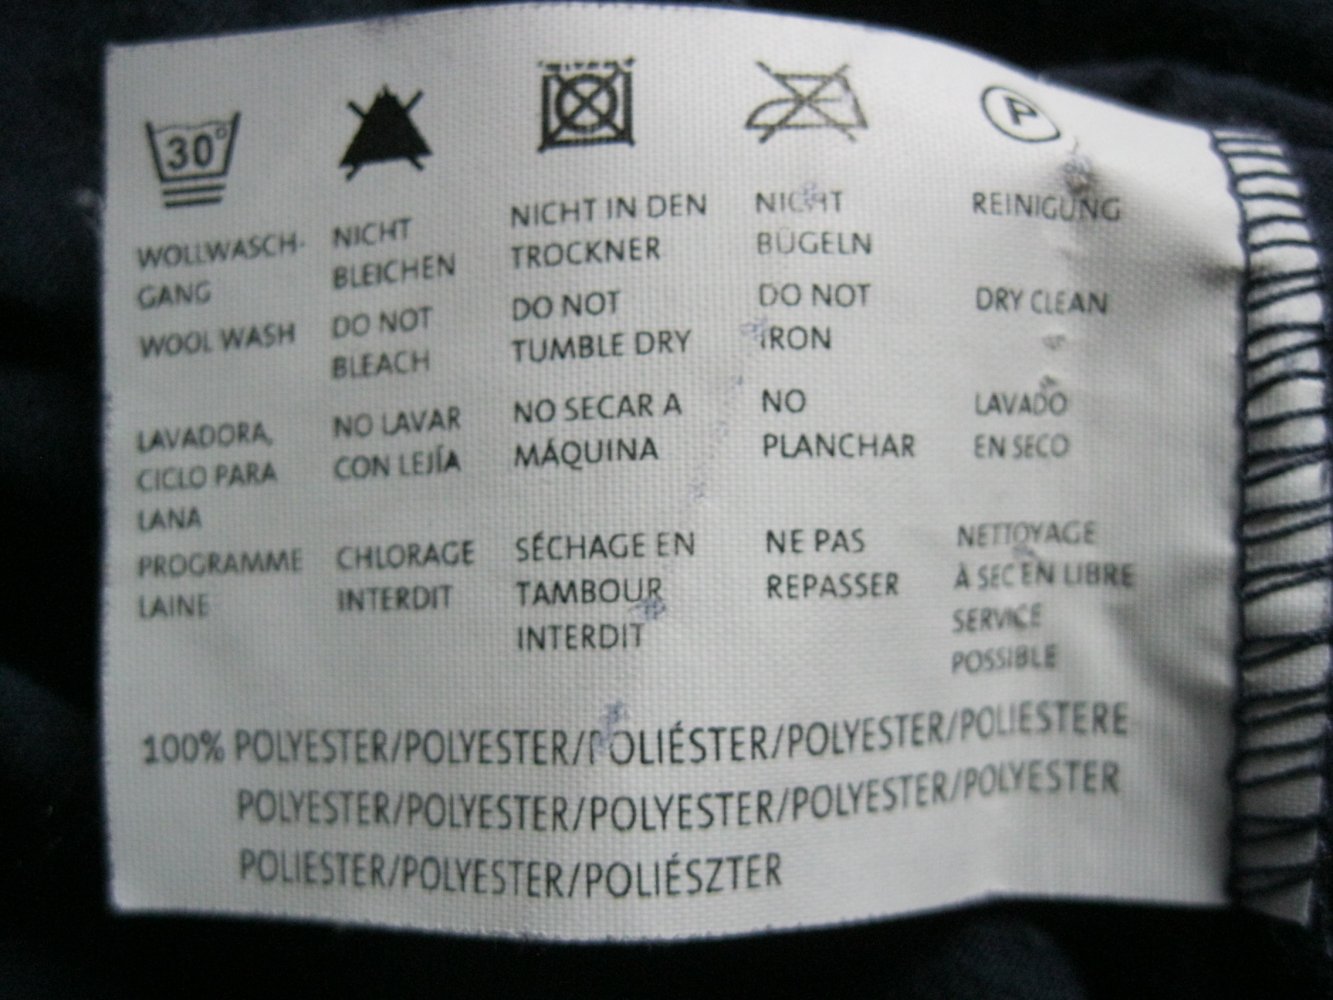 30°
P
WOLLWASCH-
GANG
WOOL WASH
LAVADORA,
CICLO PARA
LANA
PROGRAMME
LAINE
NICHT
BLEICHEN
DO NOT
BLEACH
NO LAVAR
CON LEJÍA
CHLORAGE
INTERDIT
NICHT IN DEN
TROCKNER
DO NOT
TUMBLE DRY
NO SECAR A
MÁQUINA
SÉCHAGE EN
TAMBOUR
INTERDIT
NICHT
BÜGELN
DO NOT
IRON
NO
PLANCHAR
NE PAS
REPASSER
REINIGUNG
DRY CLEAN
LAVADO
EN SECO
NETTOYAGE
À SEC EN LIBRE
SERVICE
POSSIBLE
100% POLYESTER/POLYESTER/POLIÉSTER/POLYESTER/POLIESTERE
POLYESTER/POLYESTER/POLYESTER/POLYESTER/POLYESTER
POLIESTER/POLYESTER/POLIÉSZTER